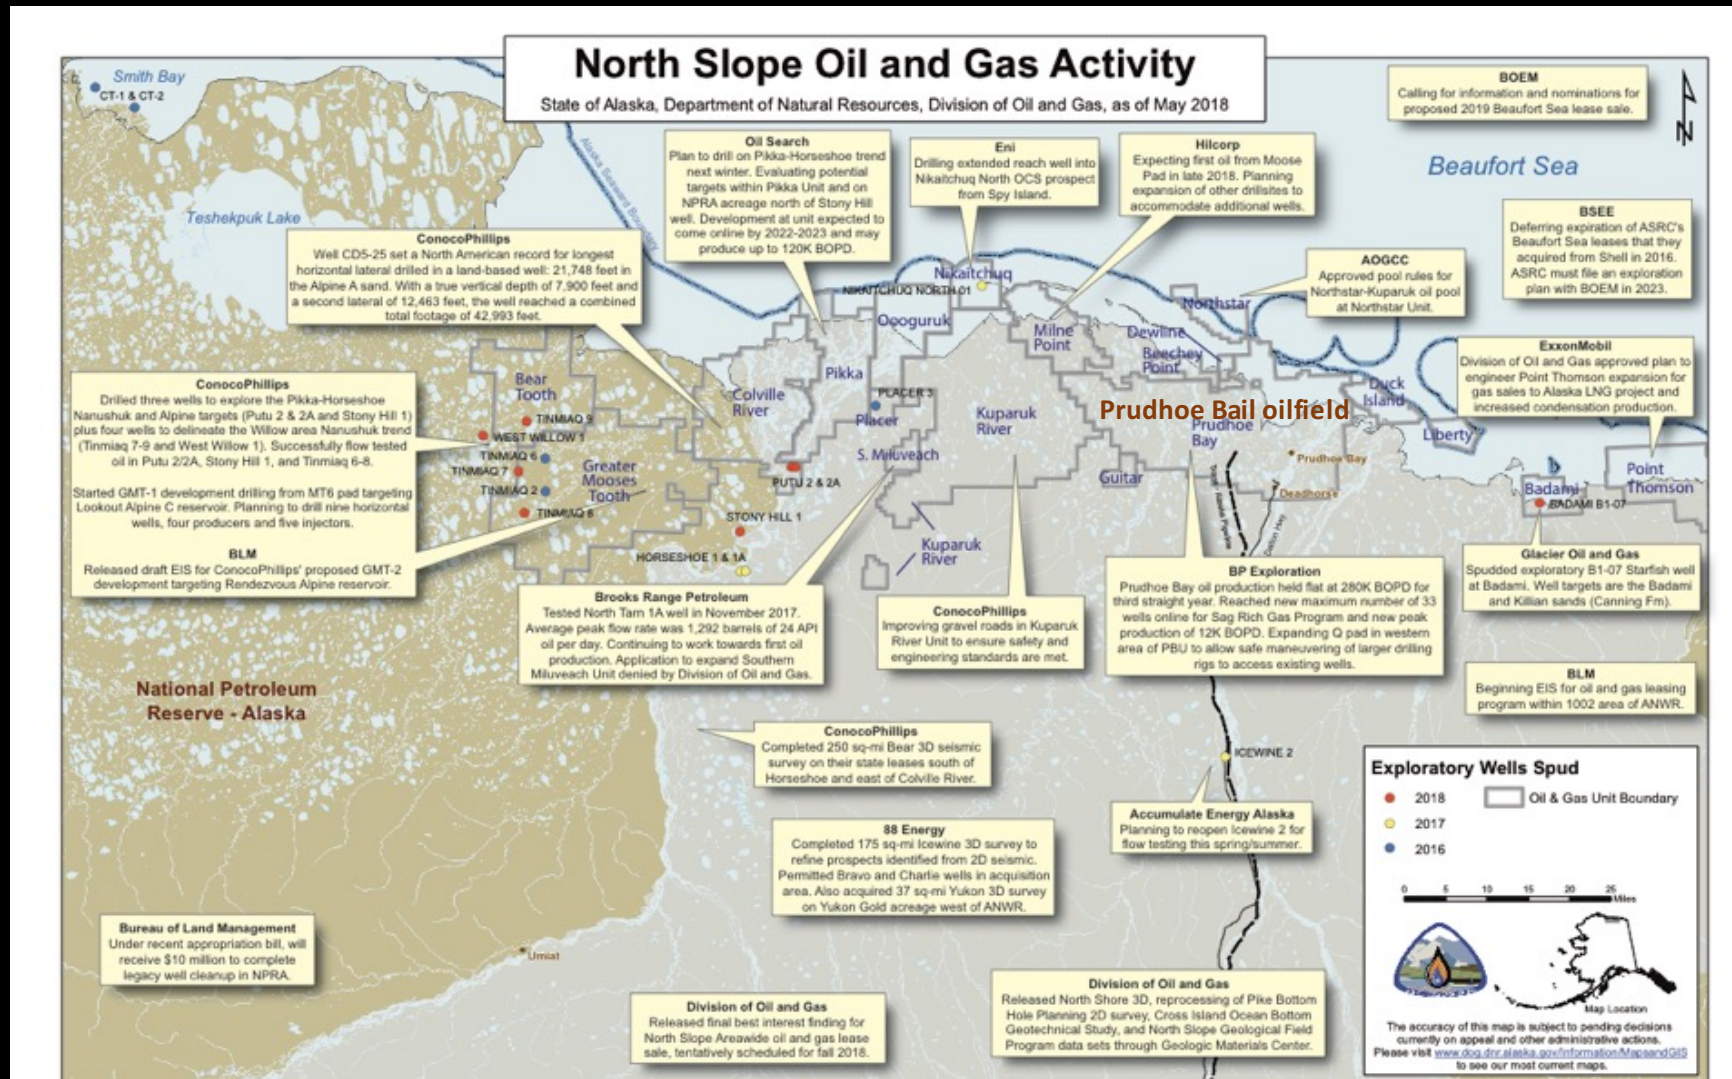 North Slope Oil and Gas Activity
State of Alaska, Department of Natural Resources, Division of Oil and Gas, as of May 2018
Smith Bay
CT-1 & CT-2
Teshekpuk Lake
Alaska Seaward Boundary
Beaufort Sea
N
BOEM
Calling for information and nominations for
proposed 2019 Beaufort Sea lease sale.
Oil Search
Plan to drill on Pikka-Horseshoe trend
next winter. Evaluating potential
targets within Pikka Unit and on
NPRA acreage north of Stony Hill
well. Development at unit expected to
come online by 2022-2023 and may
produce up to 120K BOPD.
Eni
Drilling extended reach well into
Nikaitchuq North OCS prospect
from Spy Island.
Hilcorp
Expecting first oil from Moose
Pad in late 2018. Planning
expansion of other drillsites to
accommodate additional wells.
BSEE
Deferring expiration of ASRC's
Beaufort Sea leases that they
acquired from Shell in 2016.
ASRC must file an exploration
plan with BOEM in 2023.
ConocoPhillips
Well CD5-25 set a North American record for longest
horizontal lateral drilled in a land-based well: 21,748 feet in
the Alpine A sand. With a true vertical depth of 7,900 feet and
a second lateral of 12,463 feet, the well reached a combined
total footage of 42,993 feet.
AOGCC
Approved pool rules for
Northstar-Kuparuk oil pool
at Northstar Unit.
ExxonMobil
Division of Oil and Gas approved plan to
engineer Point Thomson expansion for
gas sales to Alaska LNG project and
increased condensation production.
ConocoPhillips
Drilled three wells to explore the Pikka-Horseshoe
Nanushuk and Alpine targets (Putu 2 & 2A and Stony Hill 1)
plus four wells to delineate the Willow area Nanushuk trend
(Tinmiaq 7-9 and West Willow 1). Successfully flow tested
oil in Putu 2/2A, Stony Hill 1, and Tinmiaq 6-8.
Started GMT-1 development drilling from MT6 pad targeting
Lookout Alpine C reservoir. Planning to drill nine horizontal
wells, four producers and five injectors.
BLM
Released draft EIS for ConocoPhillips' proposed GMT-2
development targeting Rendezvous Alpine reservoir.
Nikaitchuq
NIKAITCHUQ NORTH 01
Oooguruk
Northstar
Milne
Point
Dewline
Beechey
Point
Duck
Island
Liberty
Bear
Tooth
Colville
River
Pikka
PLACER 3
Placer
Kuparuk
River
Prudhoe Bail oilfield
Prudhoe
Bay
Prudhoe Bay
Deadhorse
TINMIAQ 9
WEST WILLOW 1
TINMIAQ 6
TINMIAQ 7
TINMIAQ 2
TINMIAQ 8
Greater
Mooses
Tooth
S. Miluveach
PUTU 2 & 2A
Guitar
Trans-Alaska Pipeline
Dalton Hwy
Badami
BADAMI B1-07
Point
Thomson
STONY HILL 1
HORSESHOE 1 & 1A
Kuparuk
River
Brooks Range Petroleum
Tested North Tarn 1A well in November 2017.
Average peak flow rate was 1,292 barrels of 24 API
oil per day. Continuing to work towards first oil
production. Application to expand Southern
Miluveach Unit denied by Division of Oil and Gas.
ConocoPhillips
Improving gravel roads in Kuparuk
River Unit to ensure safety and
engineering standards are met.
BP Exploration
Prudhoe Bay oil production held flat at 280K BOPD for
third straight year. Reached new maximum number of 33
wells online for Sag Rich Gas Program and new peak
production of 12K BOPD. Expanding Q pad in western
area of PBU to allow safe maneuvering of larger drilling
rigs to access existing wells.
Glacier Oil and Gas
Spudded exploratory B1-07 Starfish well
at Badami. Well targets are the Badami
and Killian sands (Canning Fm).
BLM
Beginning EIS for oil and gas leasing
program within 1002 area of ANWR.
National Petroleum
Reserve - Alaska
ConocoPhillips
Completed 250 sq-mi Bear 3D seismic
survey on their state leases south of
Horseshoe and east of Colville River.
ICEWINE 2
Accumulate Energy Alaska
Planning to reopen Icewine 2 for
flow testing this spring/summer.
88 Energy
Completed 175 sq-mi Icewine 3D survey to
refine prospects identified from 2D seismic.
Permitted Bravo and Charlie wells in acquisition
area. Also acquired 37 sq-mi Yukon 3D survey
on Yukon Gold acreage west of ANWR.
Bureau of Land Management
Under recent appropriation bill, will
receive $10 million to complete
legacy well cleanup in NPRA.
Umiat
Division of Oil and Gas
Released final best interest finding for
North Slope Areawide oil and gas lease
sale, tentatively scheduled for fall 2018.
Division of Oil and Gas
Released North Shore 3D, reprocessing of Pike Bottom
Hole Planning 2D survey, Cross Island Ocean Bottom
Geotechnical Study, and North Slope Geological Field
Program data sets through Geologic Materials Center.
Exploratory Wells Spud
2018
Oil & Gas Unit Boundary
2017
2016
0 5 10 15 20 25
Miles
Map Location
The accuracy of this map is subject to pending decisions
currently on appeal and other administrative actions.
Please visit www.dog.dnr.alaska.gov/Information/MapsandGIS
to see our most current maps.